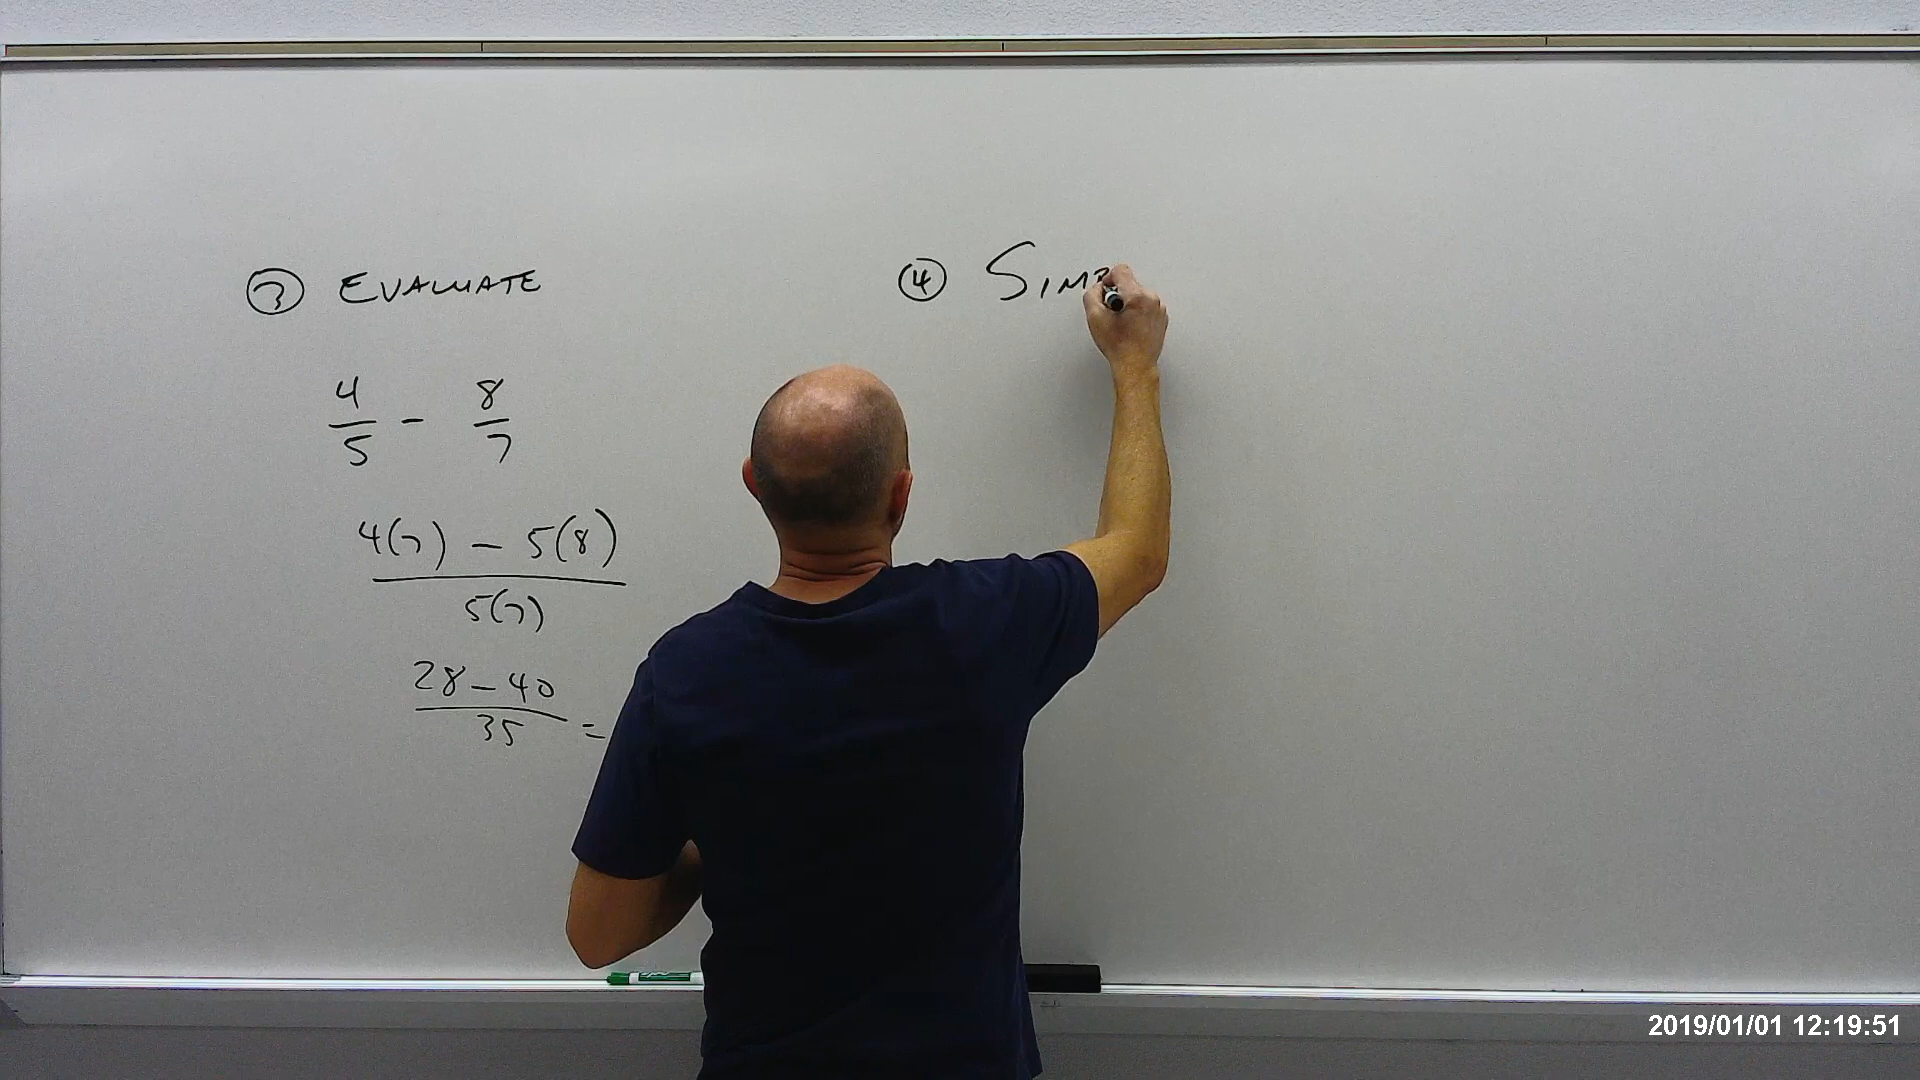 ③ EVALUATE
4/5 - 8/7
4(7) - 5(8)
5(7)
28 - 40
35 =
④ SIMP
2019/01/01 12:19:51